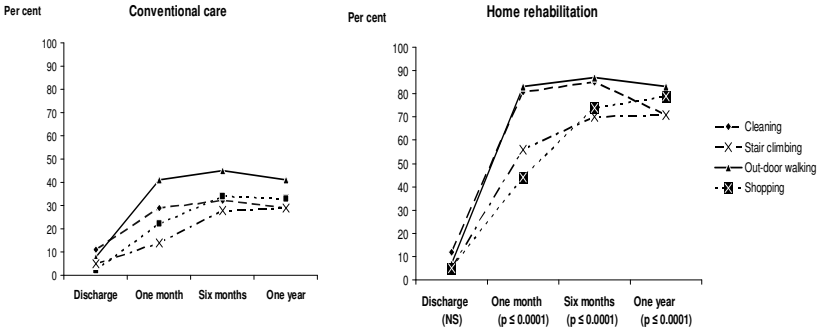 Per cent
Conventional care
100
90
80
70
60
50
40
30
20
10
0
Discharge
One month
Six months
One year
Per cent
Home rehabilitation
100
90
80
70
60
50
40
30
20
10
0
Discharge
(NS)
One month
(p ≤ 0.0001)
Six months
(p ≤ 0.0001)
One year
(p ≤ 0.0001)
Cleaning
Stair climbing
Out-door walking
Shopping